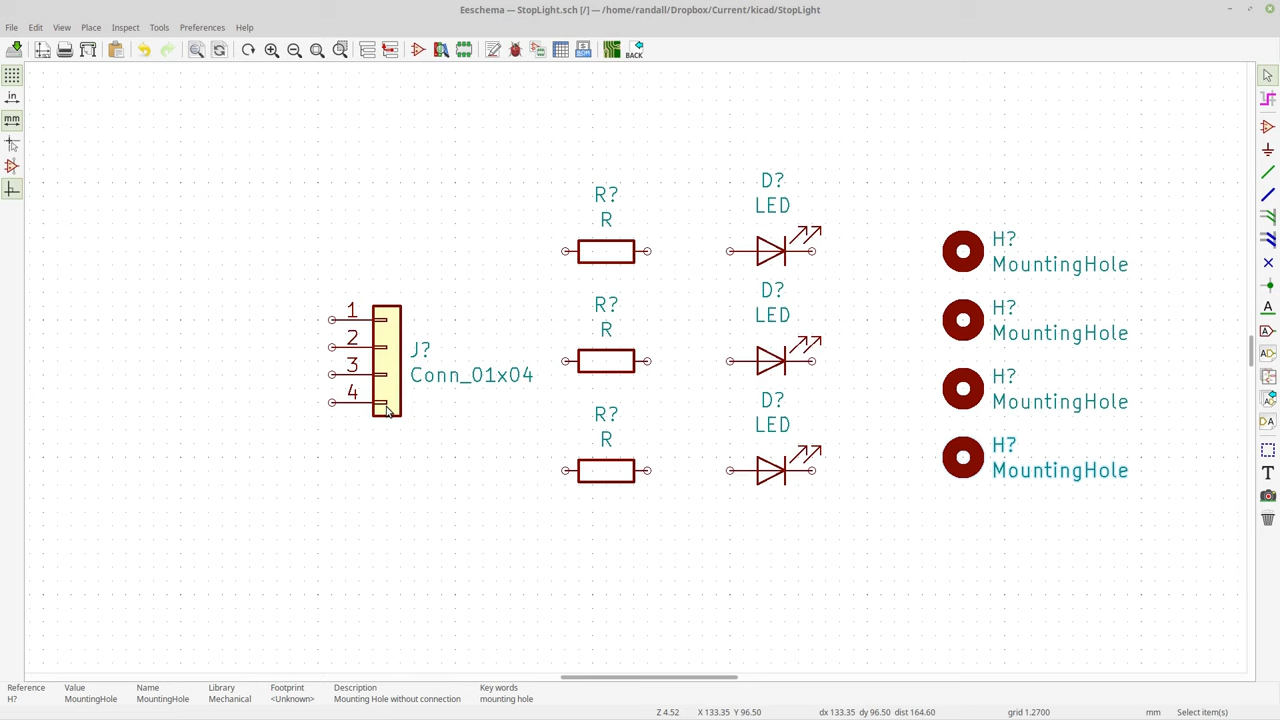 Eeschema — StopLight.sch [/] — /home/randall/Dropbox/Current/kicad/StopLight
File Edit View Place Inspect Tools Preferences Help
BOM
BACK
in
mm
A
A
D
DA
T
D?
LED
R?
R
H?
MountingHole
D?
LED
R?
R
H?
MountingHole
1
2
3
4
J?
Conn_01x04
H?
MountingHole
D?
LED
R?
R
H?
MountingHole
Reference Value Name Library Footprint Description Key words
H? MountingHole MountingHole Mechanical <Unknown> Mounting Hole without connection mounting hole
Z 4.52 X 133.35 Y 96.50 dx 133.35 dy 96.50 dist 164.60 grid 1.2700 mm Select item(s)